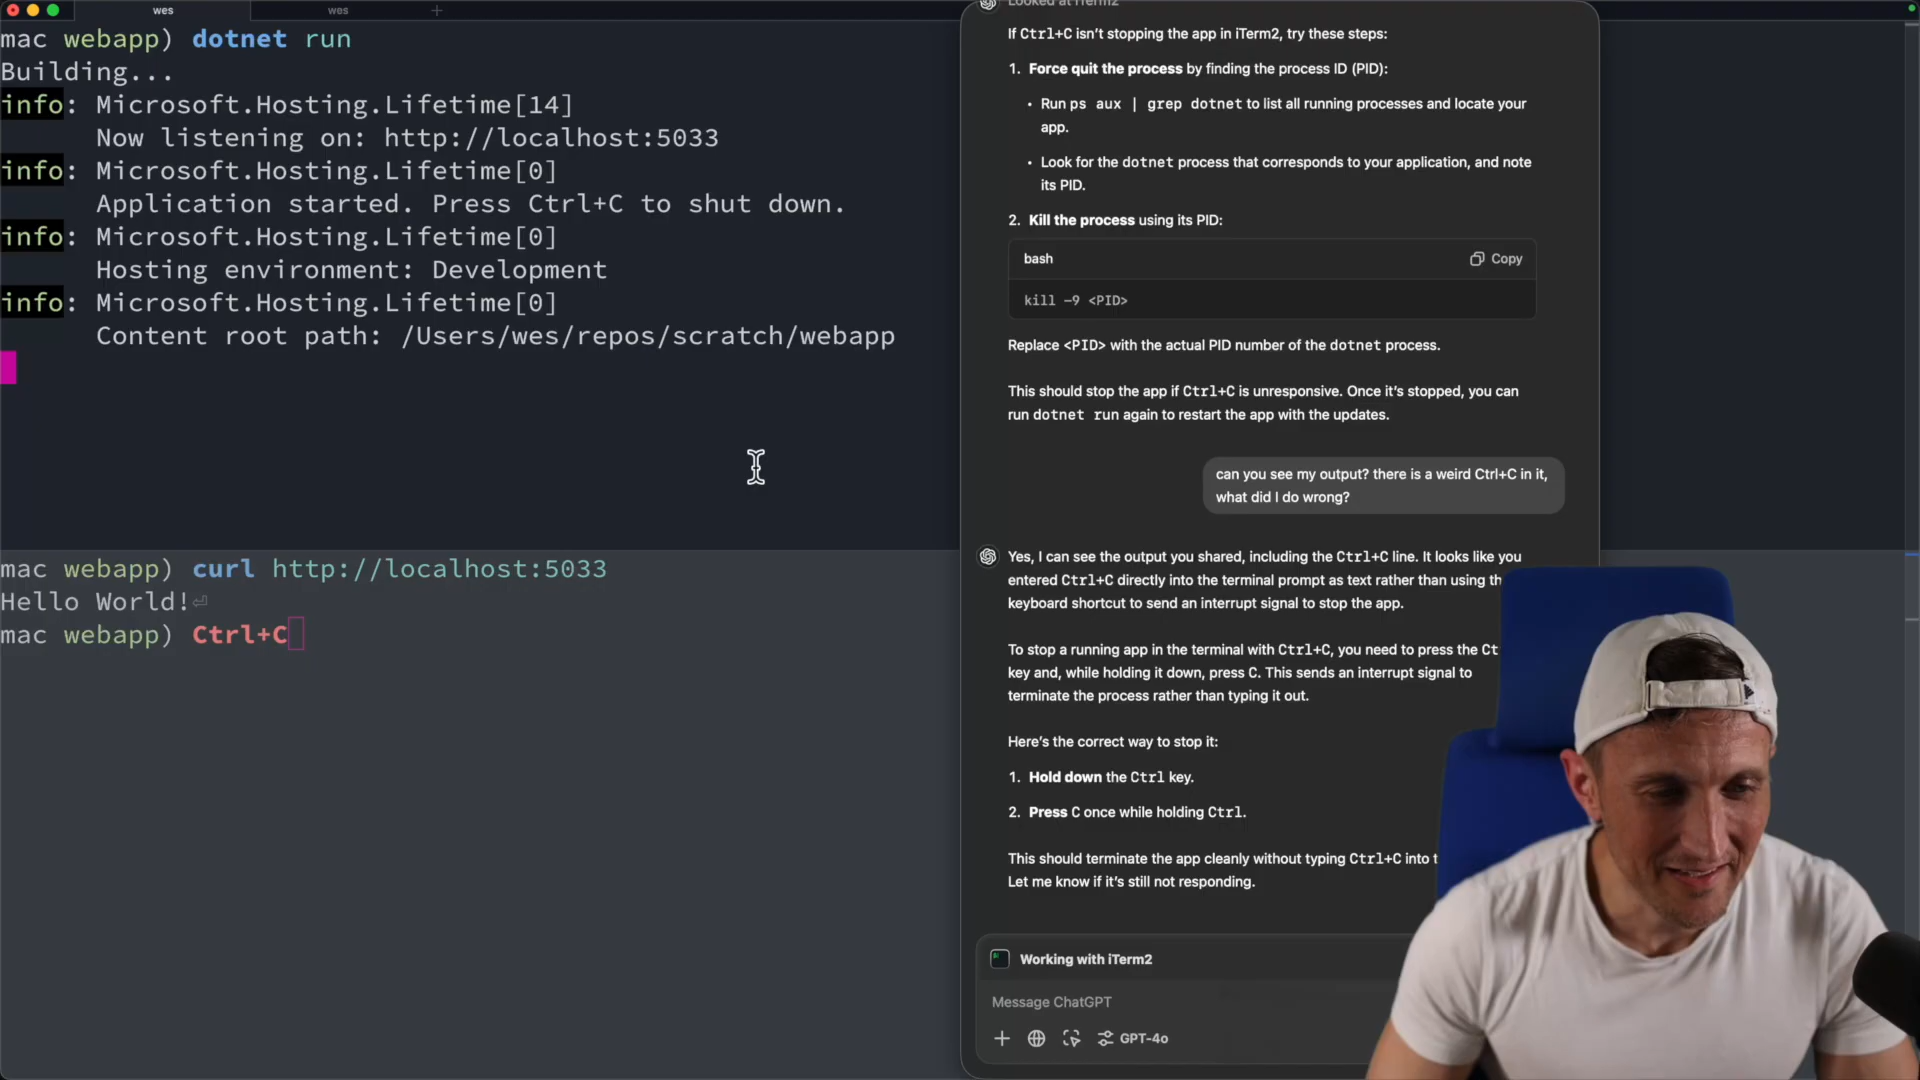 wes
wes
mac webapp) dotnet run
Building...
info: Microsoft.Hosting.Lifetime[14]
Now listening on: http://localhost:5033
info: Microsoft.Hosting.Lifetime[0]
Application started. Press Ctrl+C to shut down.
info: Microsoft.Hosting.Lifetime[0]
Hosting environment: Development
info: Microsoft.Hosting.Lifetime[0]
Content root path: /Users/wes/repos/scratch/webapp
mac webapp) curl http://localhost:5033
Hello World!⏎
mac webapp) Ctrl+C
Looked at iTerm2
If Ctrl+C isn't stopping the app in iTerm2, try these steps:
1. Force quit the process by finding the process ID (PID):
• Run ps aux | grep dotnet to list all running processes and locate your
app.
• Look for the dotnet process that corresponds to your application, and note
its PID.
2. Kill the process using its PID:
bash
Copy
kill -9 <PID>
Replace <PID> with the actual PID number of the dotnet process.
This should stop the app if Ctrl+C is unresponsive. Once it's stopped, you can
run dotnet run again to restart the app with the updates.
can you see my output? there is a weird Ctrl+C in it,
what did I do wrong?
Yes, I can see the output you shared, including the Ctrl+C line. It looks like you
entered Ctrl+C directly into the terminal prompt as text rather than using
keyboard shortcut to send an interrupt signal to stop the app.
To stop a running app in the terminal with Ctrl+C, you need to press the
key and, while holding it down, press C. This sends an interrupt signal to
terminate the process rather than typing it out.
Here's the correct way to stop it:
1. Hold down the Ctrl key.
2. Press C once while holding Ctrl.
This should terminate the app cleanly without typing Ctrl+C into
Let me know if it's still not responding.
Working with iTerm2
Message ChatGPT
GPT-4o